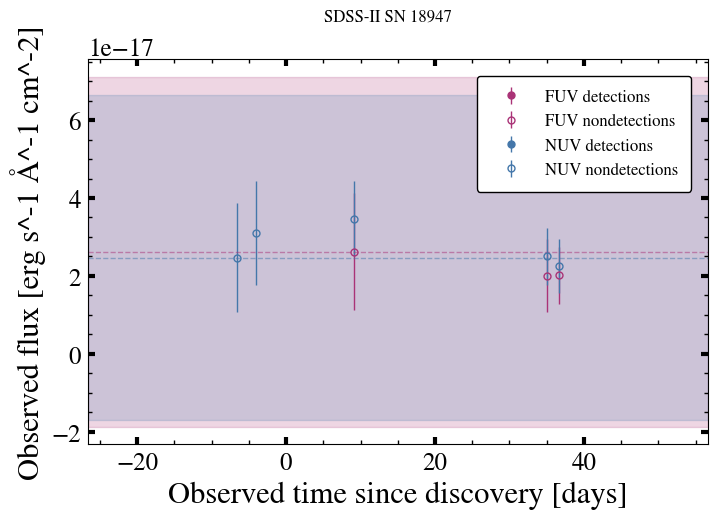 SDSS-II SN 18947
1e−17
Observed flux [erg s^-1 Å^-1 cm^-2]
6
4
2
0
−2
FUV detections
FUV nondetections
NUV detections
NUV nondetections
−20
0
20
40
Observed time since discovery [days]